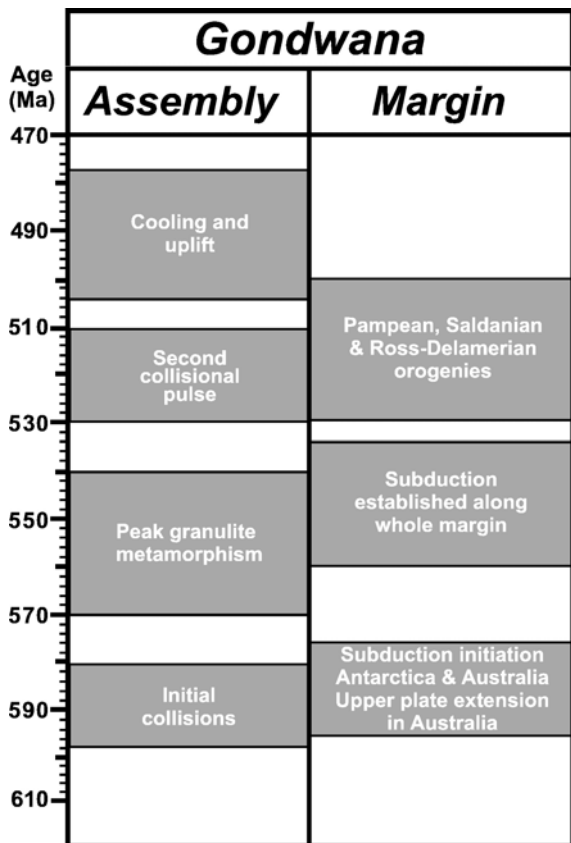 Gondwana
Age
(Ma)
Assembly
Margin
470
490
510
530
550
570
590
610
Cooling and
uplift
Second
collisional
pulse
Peak granulite
metamorphism
Initial
collisions
Pampean, Saldanian
& Ross-Delamerian
orogenies
Subduction
established along
whole margin
Subduction initiation
Antarctica & Australia
Upper plate extension
in Australia